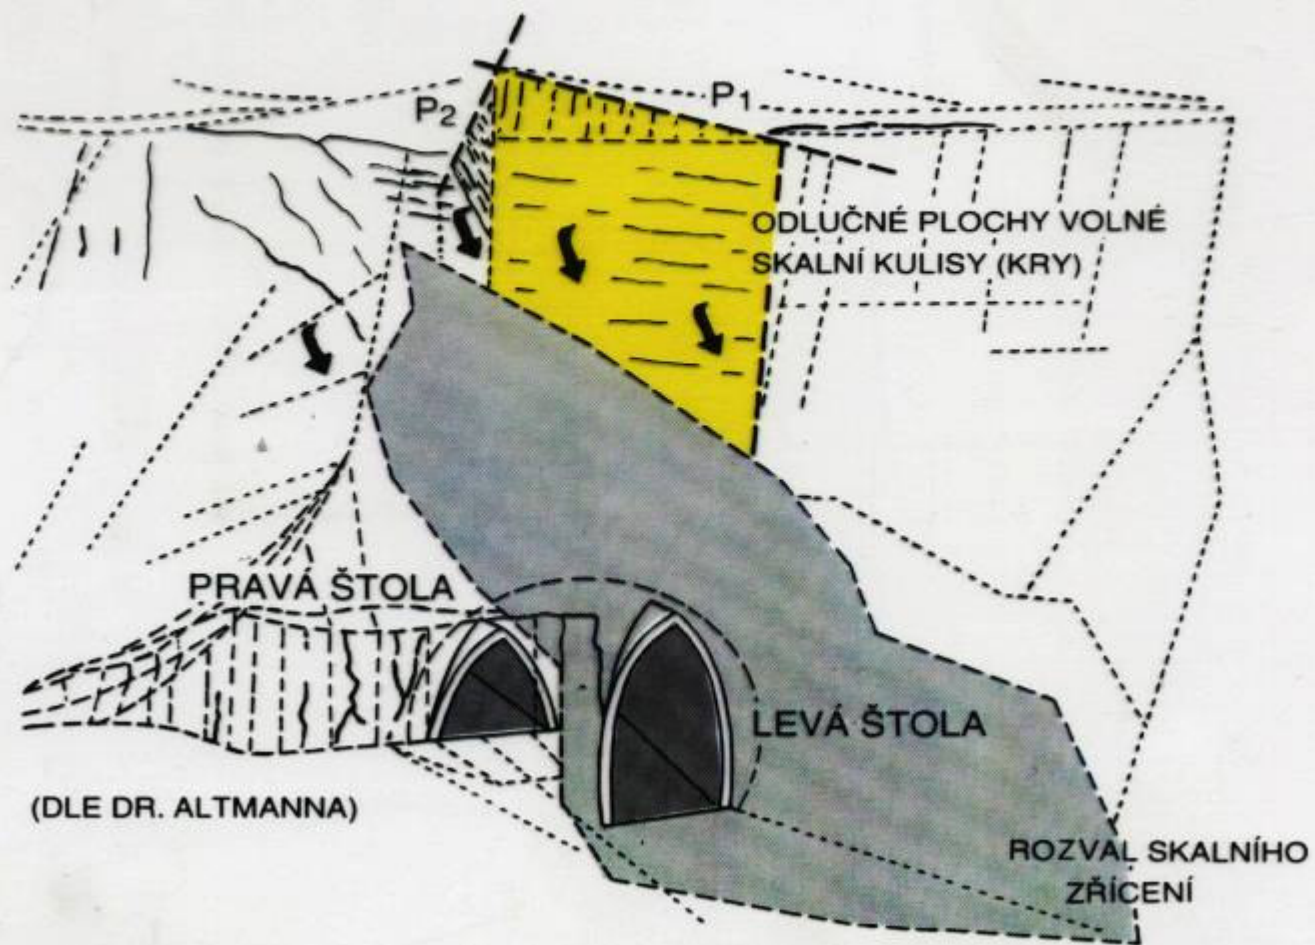 P2
P1
ODLUČNÉ PLOCHY VOLNÉ
SKALNÍ KULISY (KRY)
PRAVÁ ŠTOLA
LEVÁ ŠTOLA
(DLE DR. ALTMANNA)
ROZVAL SKALNÍHO
ZŘÍCENÍ